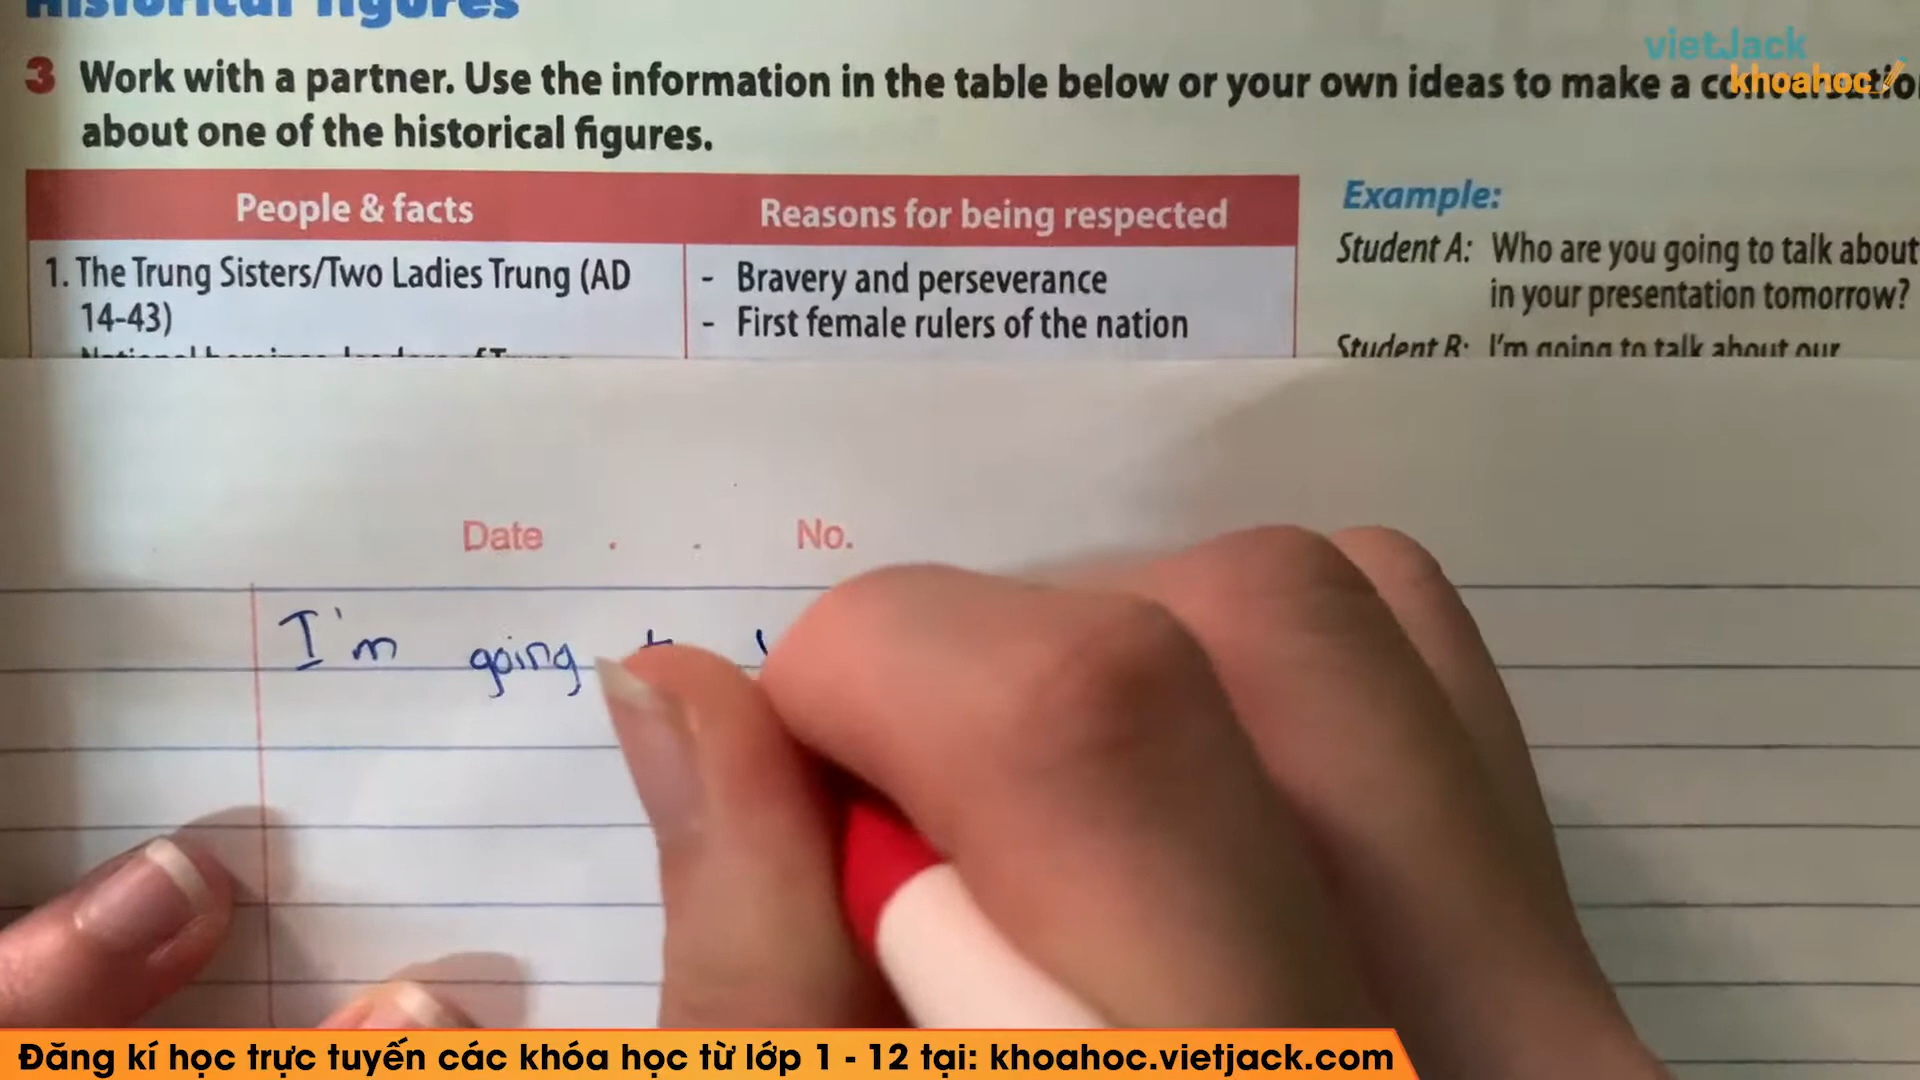 Historical figures
vietJack
khoahoc
3 Work with a partner. Use the information in the table below or your own ideas to make a conversation
about one of the historical figures.
People & facts
Reasons for being respected
1. The Trung Sisters/Two Ladies Trung (AD
14-43)
- Bravery and perseverance
- First female rulers of the nation
Example:
Student A: Who are you going to talk about
in your presentation tomorrow?
Student B: I'm going to talk about our
Date . . No.
I'm going
Đăng kí học trực tuyến các khóa học từ lớp 1 - 12 tại: khoahoc.vietjack.com